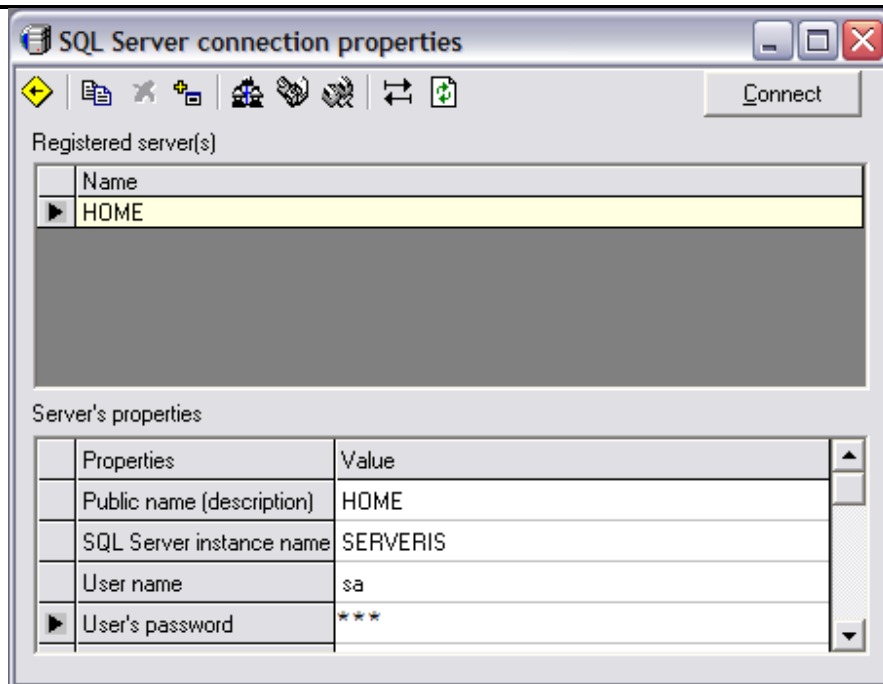 SQL Server connection properties
Connect
Registered server(s)
Name
HOME
Server's properties
Properties Value
Public name (description) HOME
SQL Server instance name SERVERIS
User name sa
User's password ***